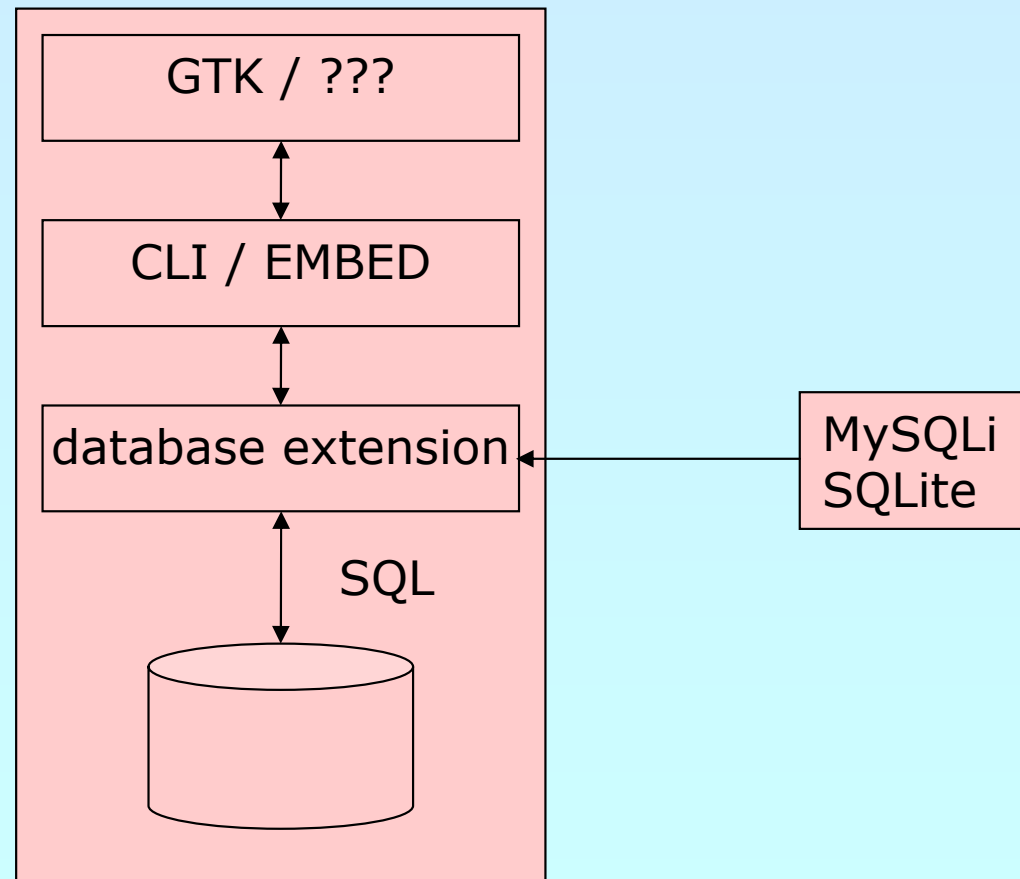 GTK / ???
CLI / EMBED
database extension
MySQLi
SQLite
SQL